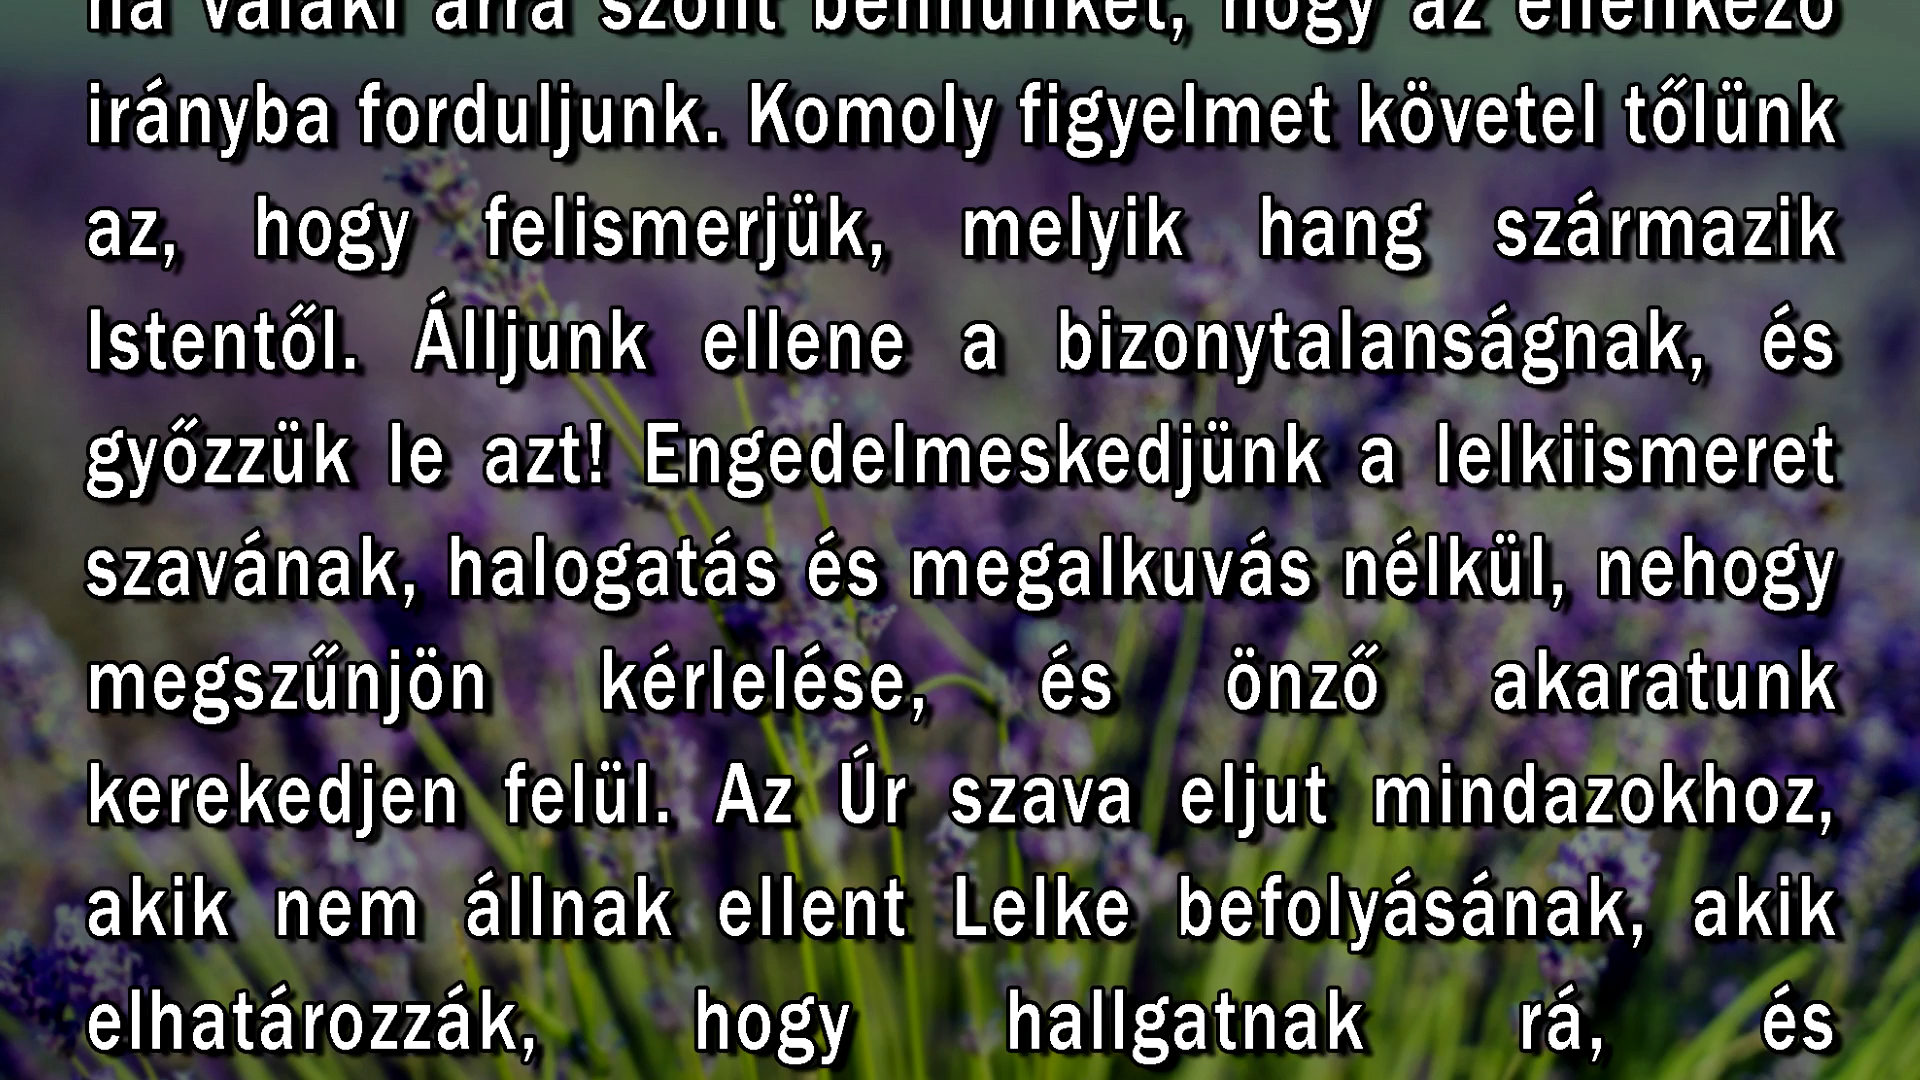 ha valaki arra szólít bennünket, hogy az ellenkező
irányba forduljunk. Komoly figyelmet követel tőlünk
az, hogy felismerjük, melyik hang származik
Istentől. Álljunk ellene a bizonytalanságnak, és
győzzük le azt! Engedelmeskedjünk a lelkiismeret
szavának, halogatás és megalkuvás nélkül, nehogy
megszűnjön kérlelése, és önző akaratunk
kerekedjen felül. Az Úr szava eljut mindazokhoz,
akik nem állnak ellent Lelke befolyásának, akik
elhatározzák, hogy hallgatnak rá, és